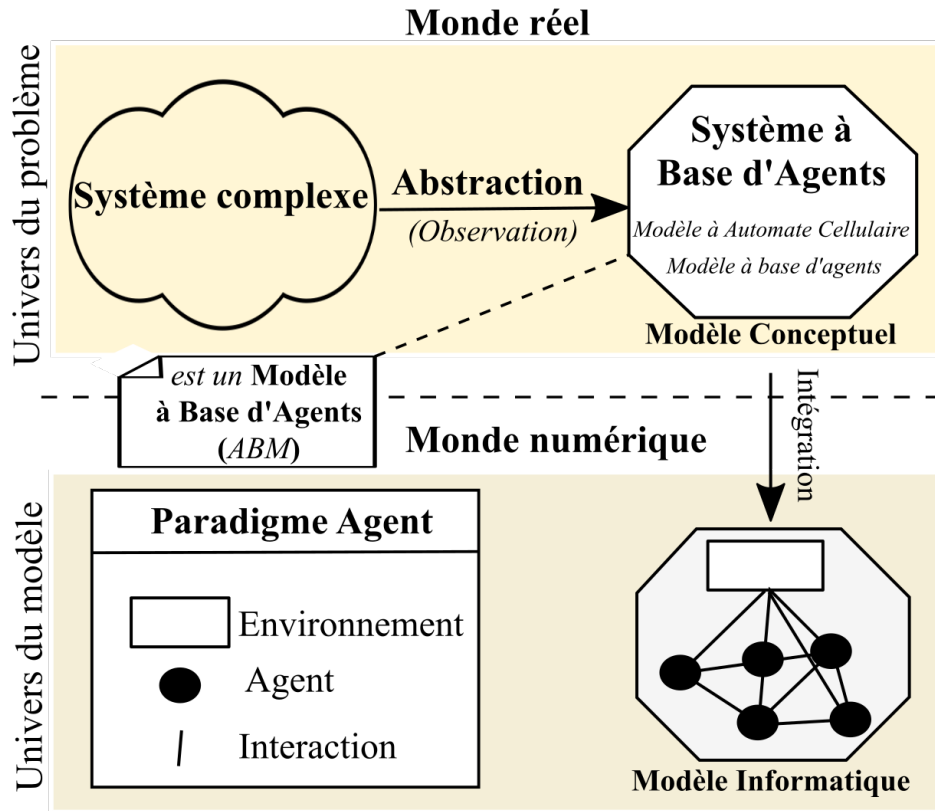 Monde réel
Univers du problème
Système complexe
Abstraction
(Observation)
Système à
Base d'Agents
Modèle à Automate Cellulaire
Modèle à base d'agents
Modèle Conceptuel
est un Modèle
à Base d'Agents
(ABM)
Intégration
Monde numérique
Univers du modèle
Paradigme Agent
Environnement
Agent
Interaction
Modèle Informatique